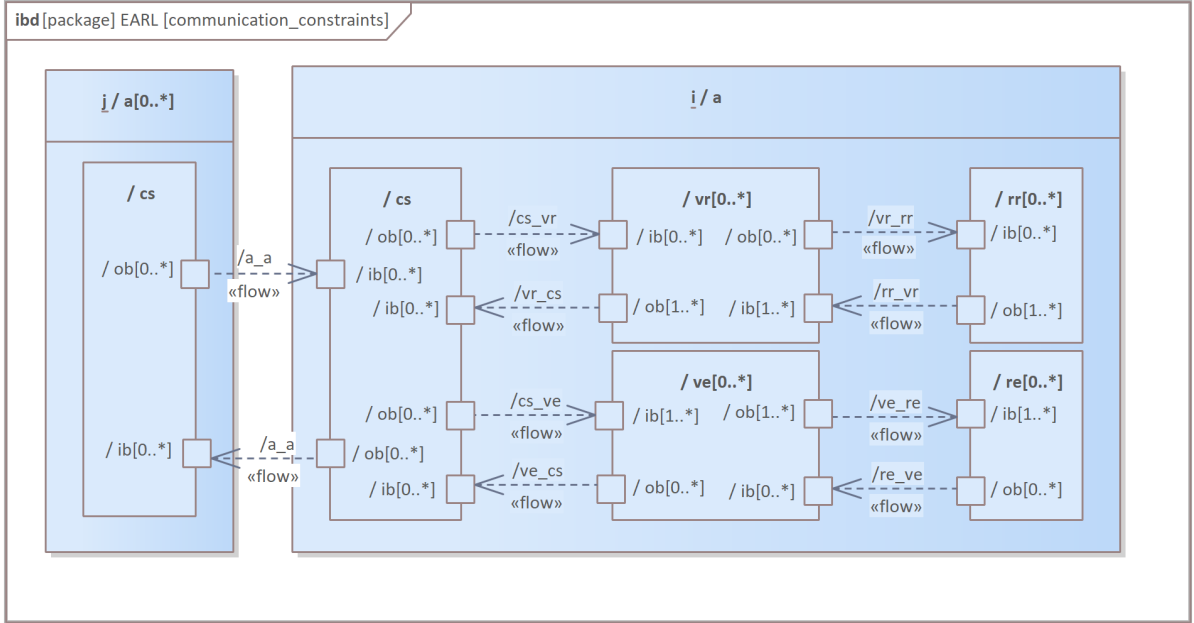 ibd [package] EARL [communication_constraints]
j / a[0..*]
/ cs
/ ob[0..*]
/ ib[0..*]
/a_a
«flow»
/a_a
«flow»
i / a
/ cs
/ ob[0..*]
/ ib[0..*]
/ ib[0..*]
/ ob[0..*]
/ ob[0..*]
/ ib[0..*]
/cs_vr
«flow»
/vr_cs
«flow»
/cs_ve
«flow»
/ve_cs
«flow»
/ vr[0..*]
/ ib[0..*] / ob[0..*]
/ ob[1..*] / ib[1..*]
/ ve[0..*]
/ ib[1..*] / ob[1..*]
/ ob[0..*] / ib[0..*]
/vr_rr
«flow»
/rr_vr
«flow»
/ve_re
«flow»
/re_ve
«flow»
/ rr[0..*]
/ ib[0..*]
/ ob[1..*]
/ re[0..*]
/ ib[1..*]
/ ob[0..*]